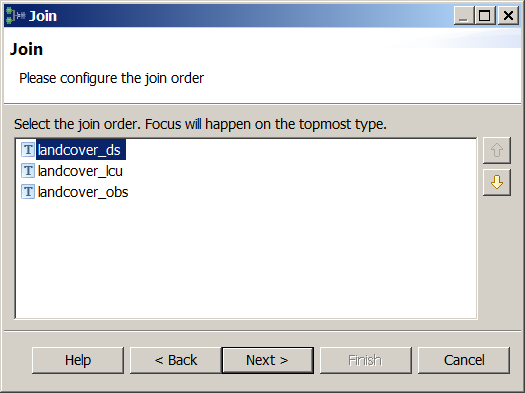 Join
Join
Please configure the join order
Select the join order. Focus will happen on the topmost type.
T landcover_ds
T landcover_lcu
T landcover_obs
Help < Back Next > Finish Cancel